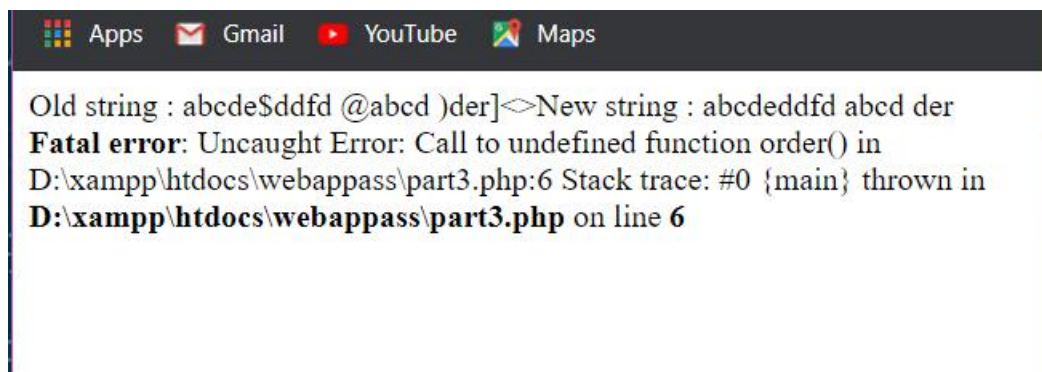 Apps Gmail YouTube Maps
Old string : abcde$ddfd @abcd )der]<>New string : abcdeddfd abcd der
Fatal error: Uncaught Error: Call to undefined function order() in
D:\xampp\htdocs\webappass\part3.php:6 Stack trace: #0 {main} thrown in
D:\xampp\htdocs\webappass\part3.php on line 6